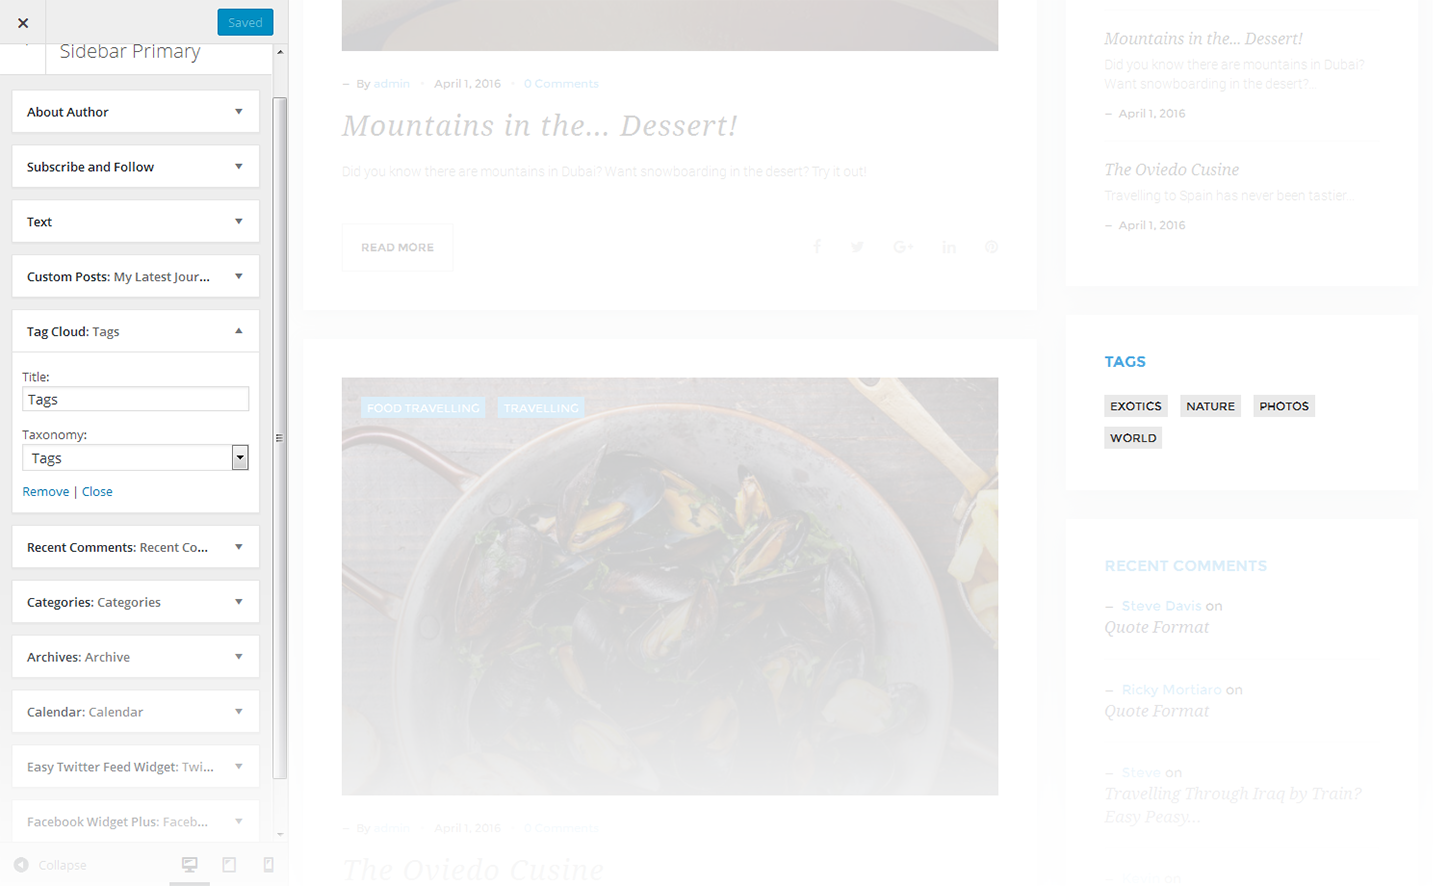 Saved
Sidebar Primary
About Author
Subscribe and Follow
Text
Custom Posts: My Latest Jour...
Tag Cloud: Tags
Title:
Tags
Taxonomy:
Tags
Remove | Close
Recent Comments: Recent Co...
Categories: Categories
Archives: Archive
Calendar: Calendar
Easy Twitter Feed Widget: Twi...
Facebook Widget Plus: Faceb...
Collapse
– By admin • April 1, 2016 • 0 Comments
Mountains in the... Dessert!
Did you know there are mountains in Dubai? Want snowboarding in the desert? Try it out!
READ MORE
FOOD TRAVELLING TRAVELLING
– By admin • April 1, 2016 • 0 Comments
The Oviedo Cusine
Mountains in the... Dessert!
Did you know there are mountains in Dubai?
Want snowboarding in the desert?...
– April 1, 2016
The Oviedo Cusine
Travelling to Spain has never been tastier...
– April 1, 2016
TAGS
EXOTICS NATURE PHOTOS
WORLD
RECENT COMMENTS
– Steve Davis on
Quote Format
– Ricky Mortiaro on
Quote Format
– Steve on
Travelling Through Iraq by Train?
Easy Peasy...